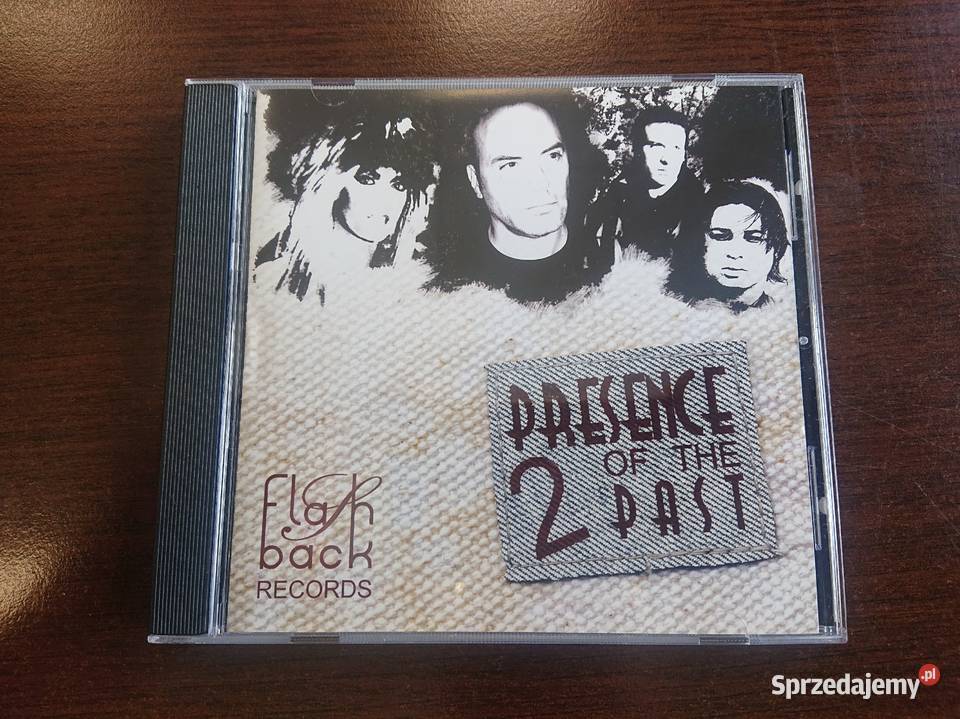 PRESENCE
OF THE
2 PAST
flash
back
RECORDS
Sprzedajemy.pl